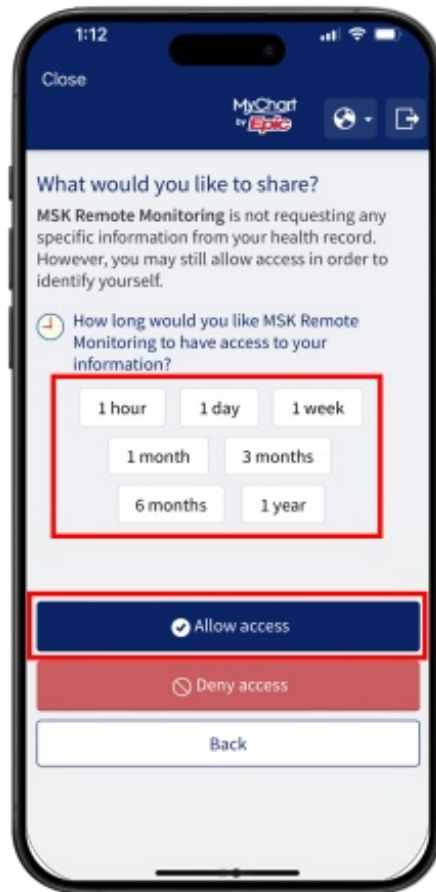 1:12
Close
MyChart
by Epic
What would you like to share?
MSK Remote Monitoring is not requesting any
specific information from your health record.
However, you may still allow access in order to
identify yourself.
How long would you like MSK Remote
Monitoring to have access to your
information?
1 hour 1 day 1 week
1 month 3 months
6 months 1 year
Allow access
Deny access
Back